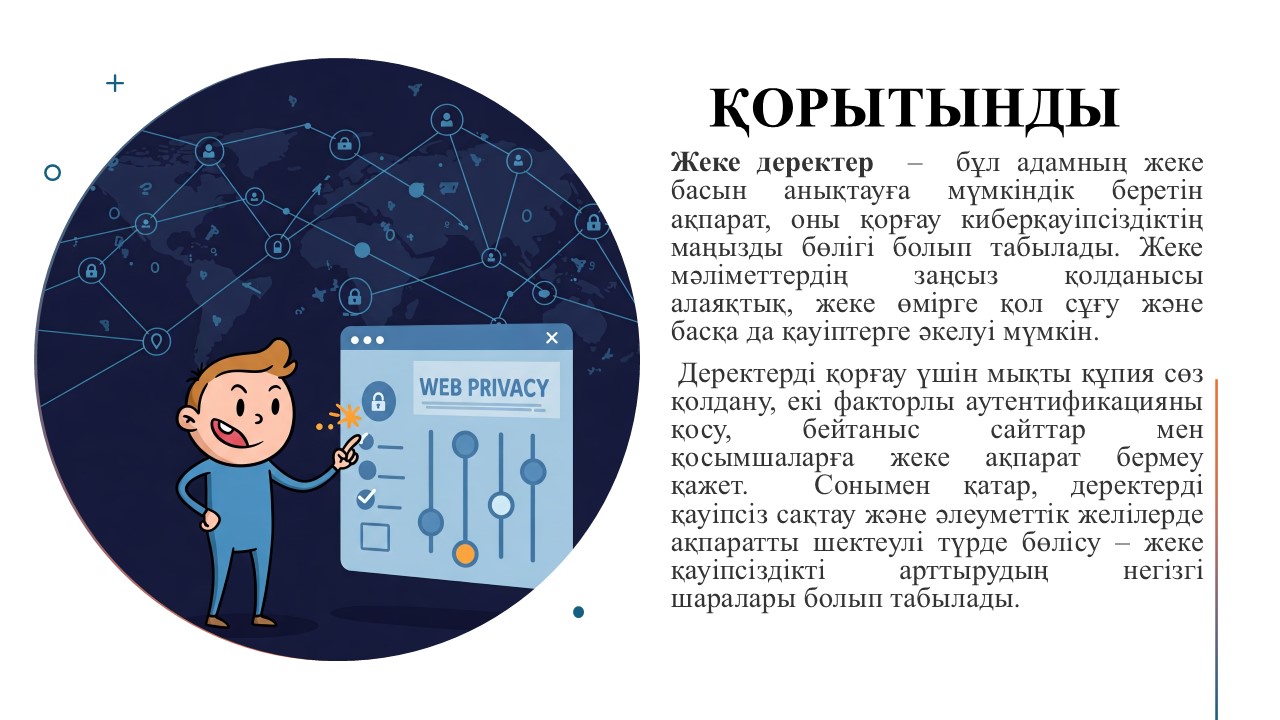 ҚОРЫТЫНДЫ
Жеке деректер – бұл адамның жеке
басын анықтауға мүмкіндік беретін
ақпарат, оны қорғау киберқауіпсіздіктің
маңызды бөлігі болып табылады. Жеке
мәліметтердің заңсыз қолданысы
алаяқтық, жеке өмірге қол сұғу және
басқа да қауіптерге әкелуі мүмкін.
Деректерді қорғау үшін мықты құпия сөз
қолдану, екі факторлы аутентификацияны
қосу, бейтаныс сайттар мен
қосымшаларға жеке ақпарат бермеу
қажет. Сонымен қатар, деректерді
қауіпсіз сақтау және әлеуметтік желілерде
ақпаратты шектеулі түрде бөлісу – жеке
қауіпсіздікті арттырудың негізгі
шаралары болып табылады.
WEB PRIVACY